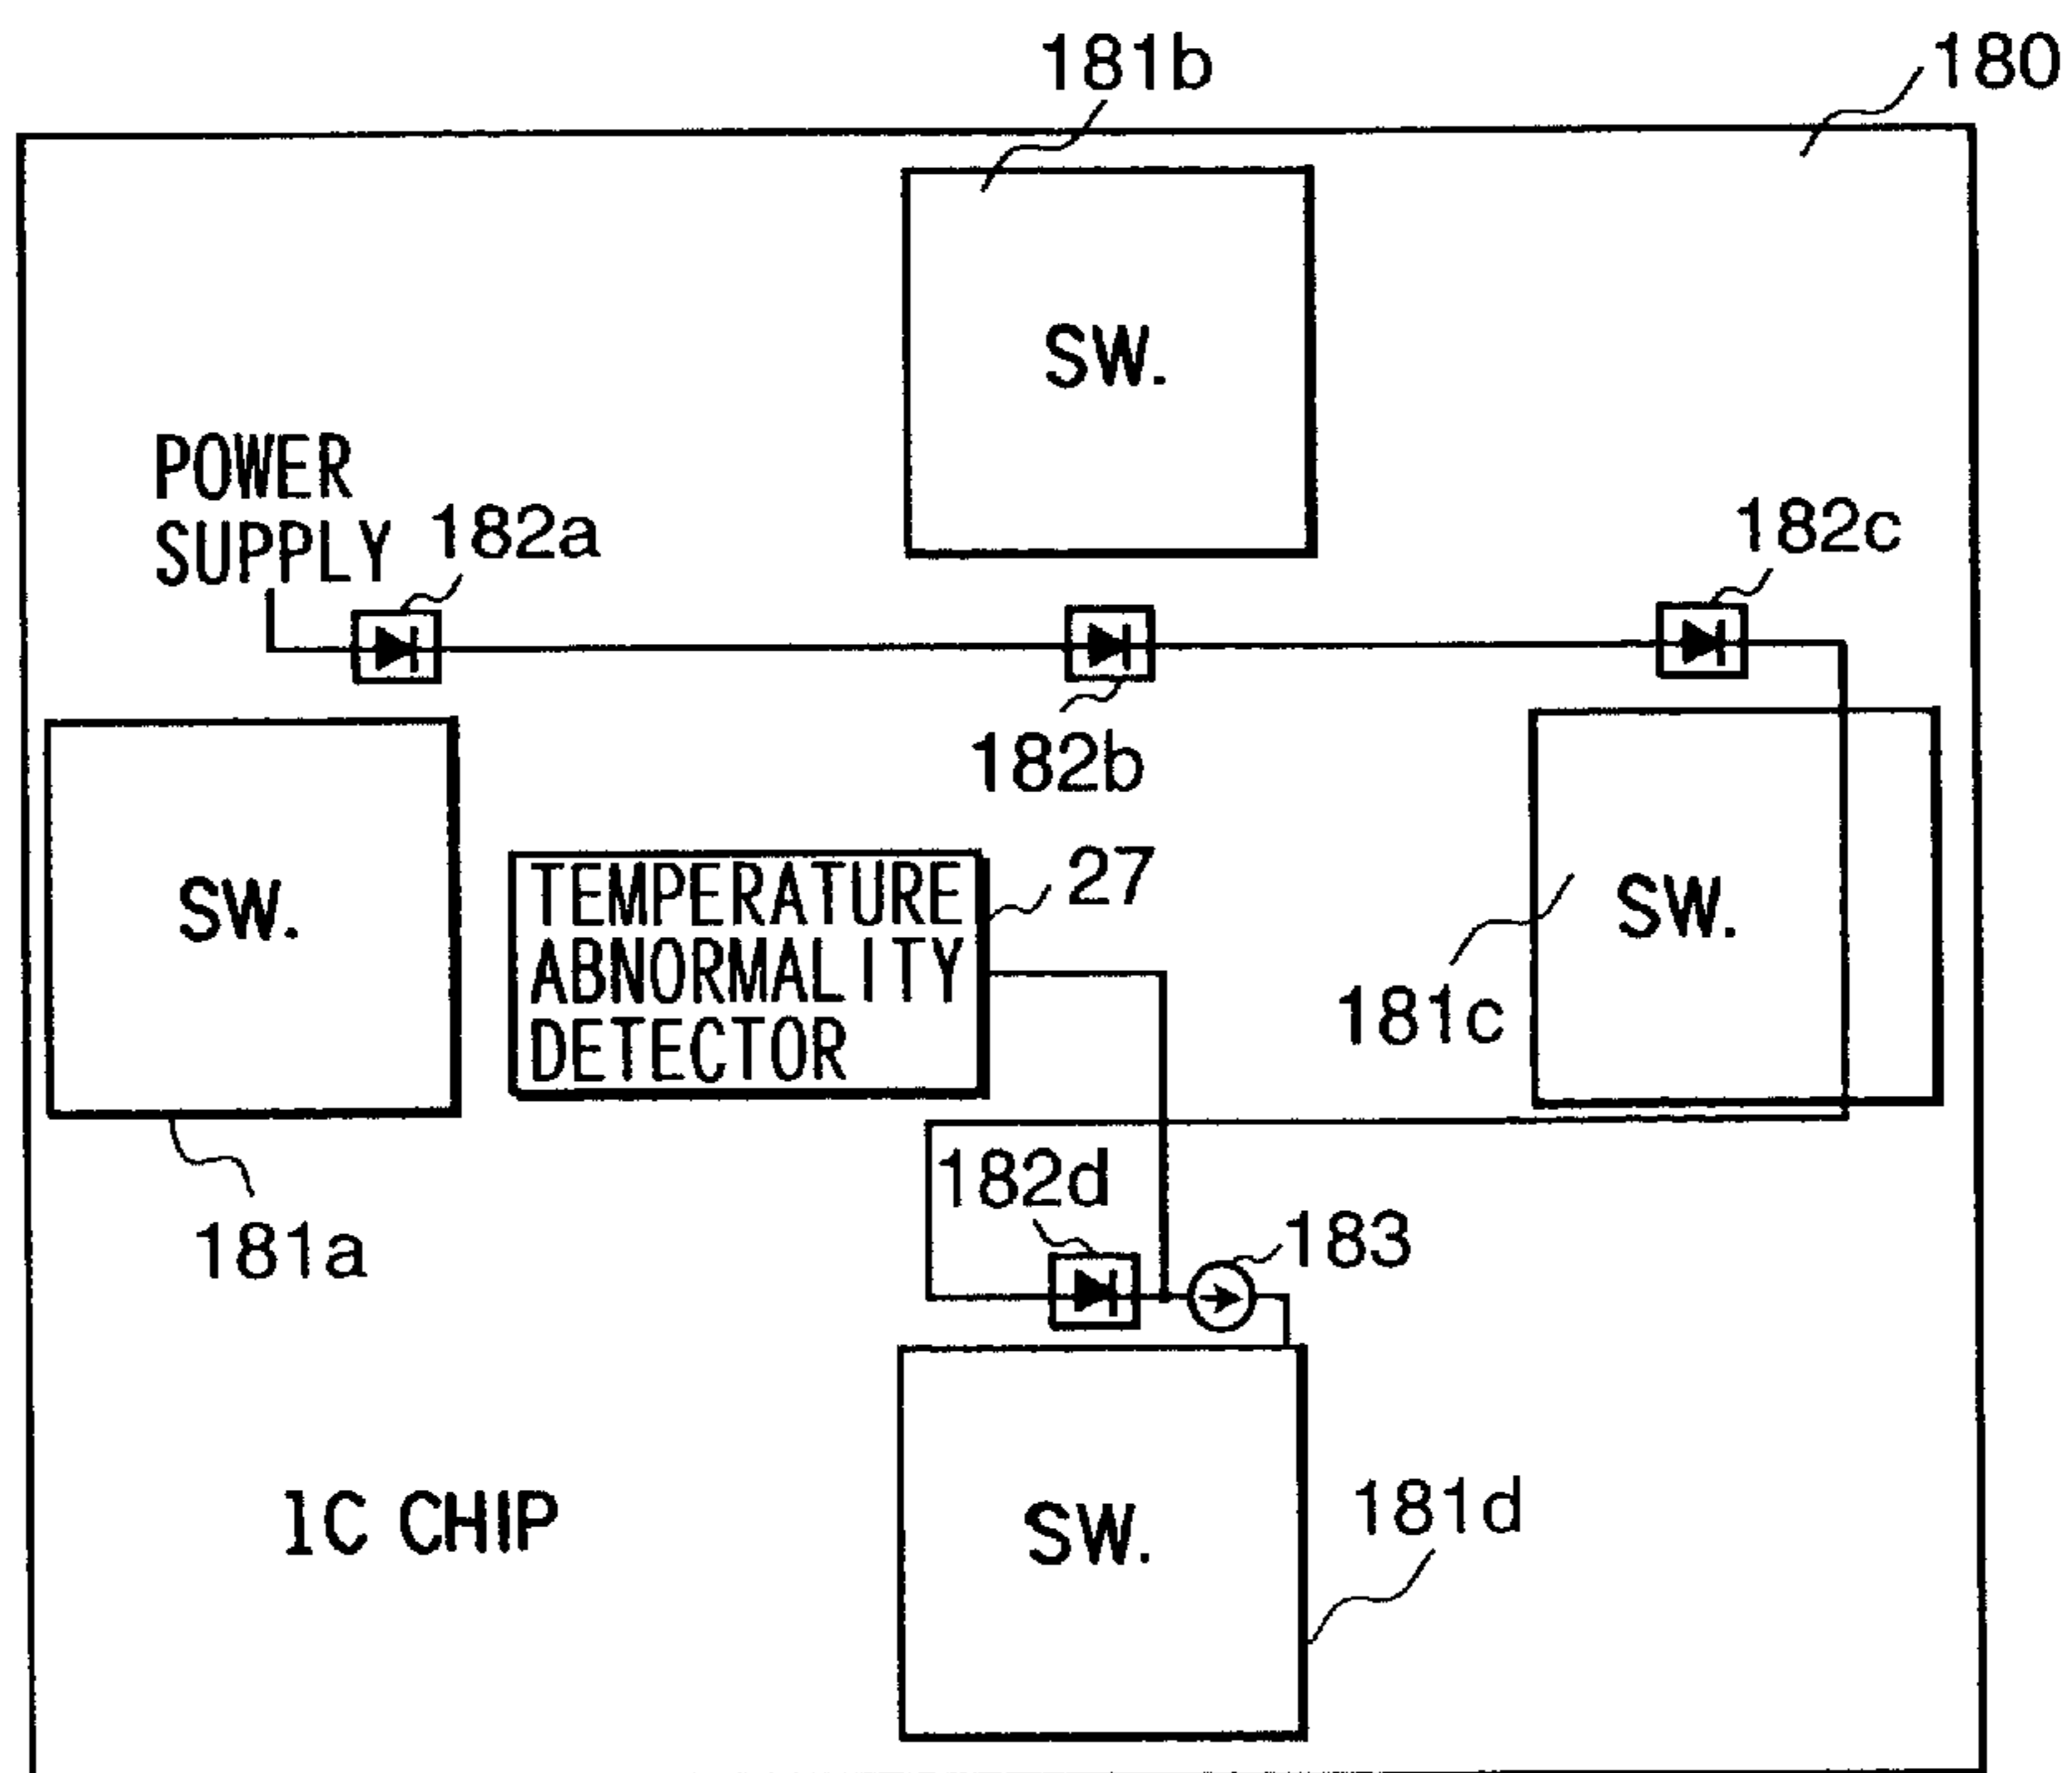 181b
180
SW.
POWER
SUPPLY
182a
182c
182b
SW.
TEMPERATURE
ABNORMALITY
DETECTOR
27
SW.
181c
182d
181a
183
IC CHIP
SW.
181d